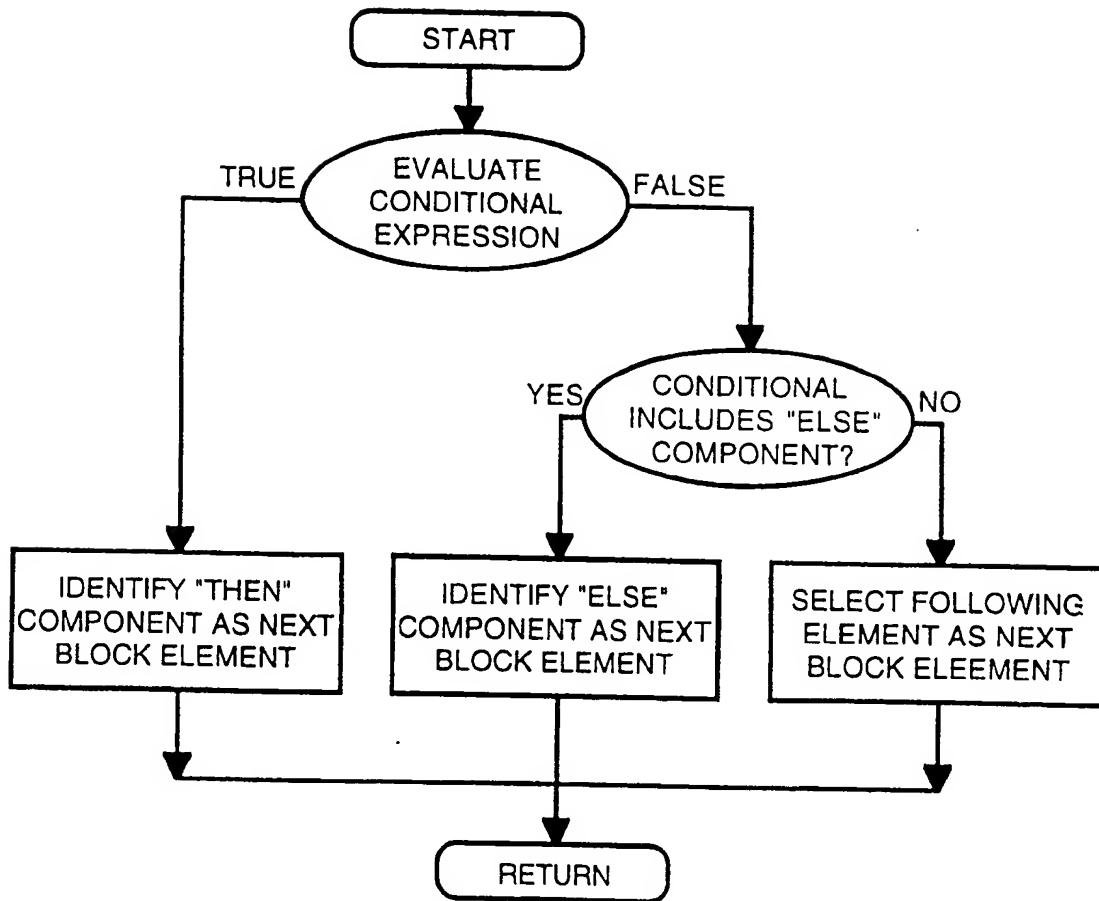 START
EVALUATE
CONDITIONAL
EXPRESSION
TRUE
FALSE
CONDITIONAL
INCLUDES "ELSE"
COMPONENT?
YES
NO
IDENTIFY "THEN"
COMPONENT AS NEXT
BLOCK ELEMENT
IDENTIFY "ELSE"
COMPONENT AS NEXT
BLOCK ELEMENT
SELECT FOLLOWING
ELEMENT AS NEXT
BLOCK ELEEMENT
RETURN